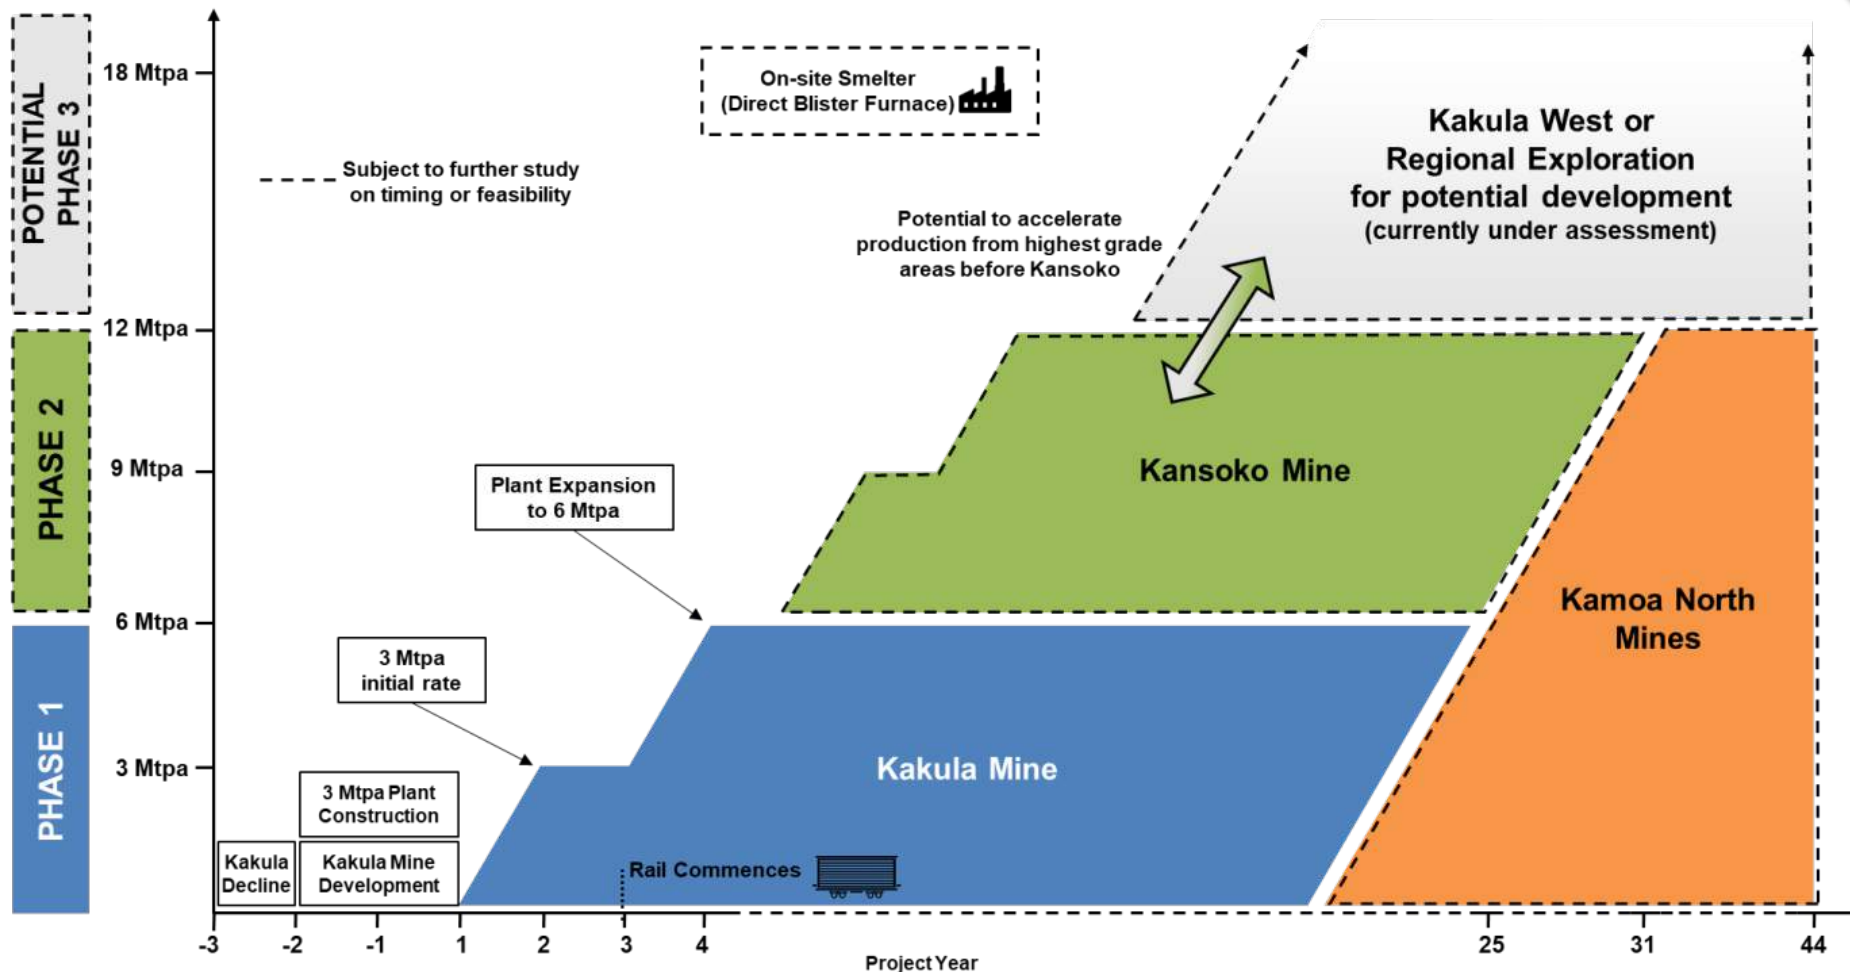 POTENTIAL
PHASE 3
PHASE 2
PHASE 1
18 Mtpa
12 Mtpa
9 Mtpa
6 Mtpa
3 Mtpa
On-site Smelter
(Direct Blister Furnace)
Subject to further study
on timing or feasibility
Potential to accelerate
production from highest grade
areas before Kansoko
Kakula West or
Regional Exploration
for potential development
(currently under assessment)
Kansoko Mine
Plant Expansion
to 6 Mtpa
Kamoa North
Mines
3 Mtpa
initial rate
Kakula Mine
3 Mtpa Plant
Construction
Kakula
Decline
Kakula Mine
Development
Rail Commences
-3 -2 -1 1 2 3 4 25 31 44
Project Year